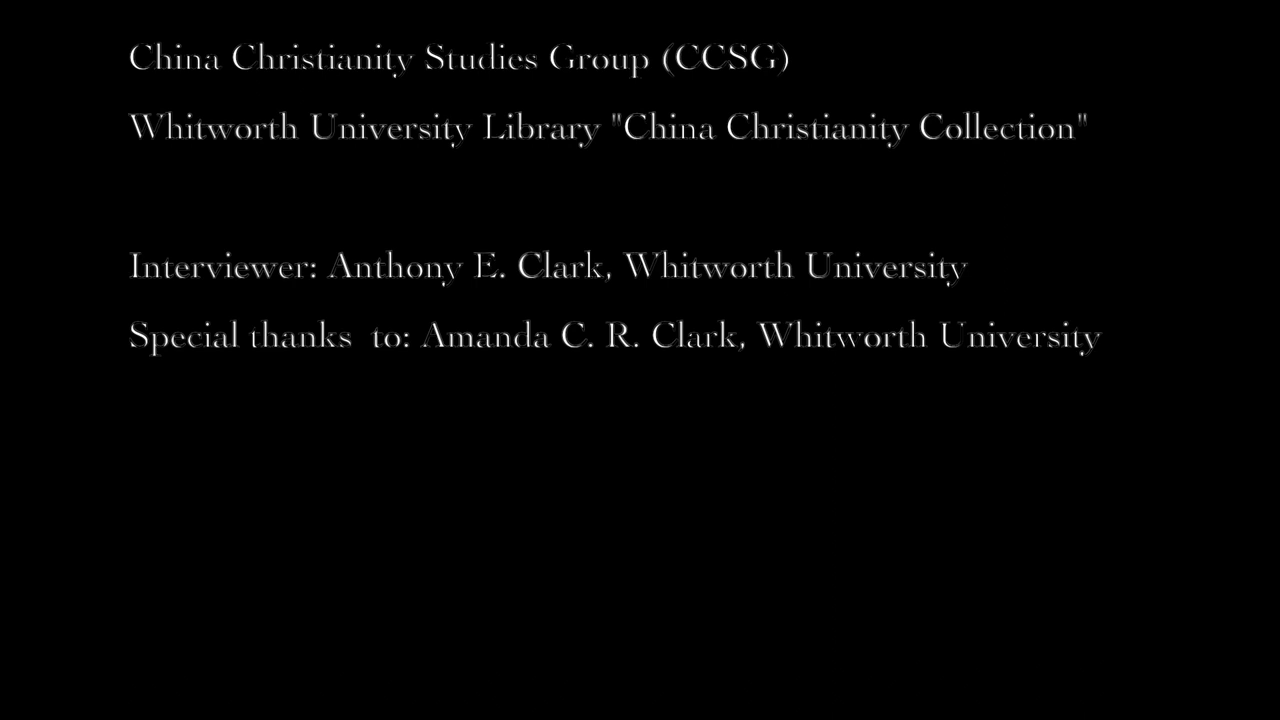 China Christianity Studies Group (CCSG)
Whitworth University Library "China Christianity Collection"
Interviewer: Anthony E. Clark, Whitworth University
Special thanks  to: Amanda C. R. Clark, Whitworth University